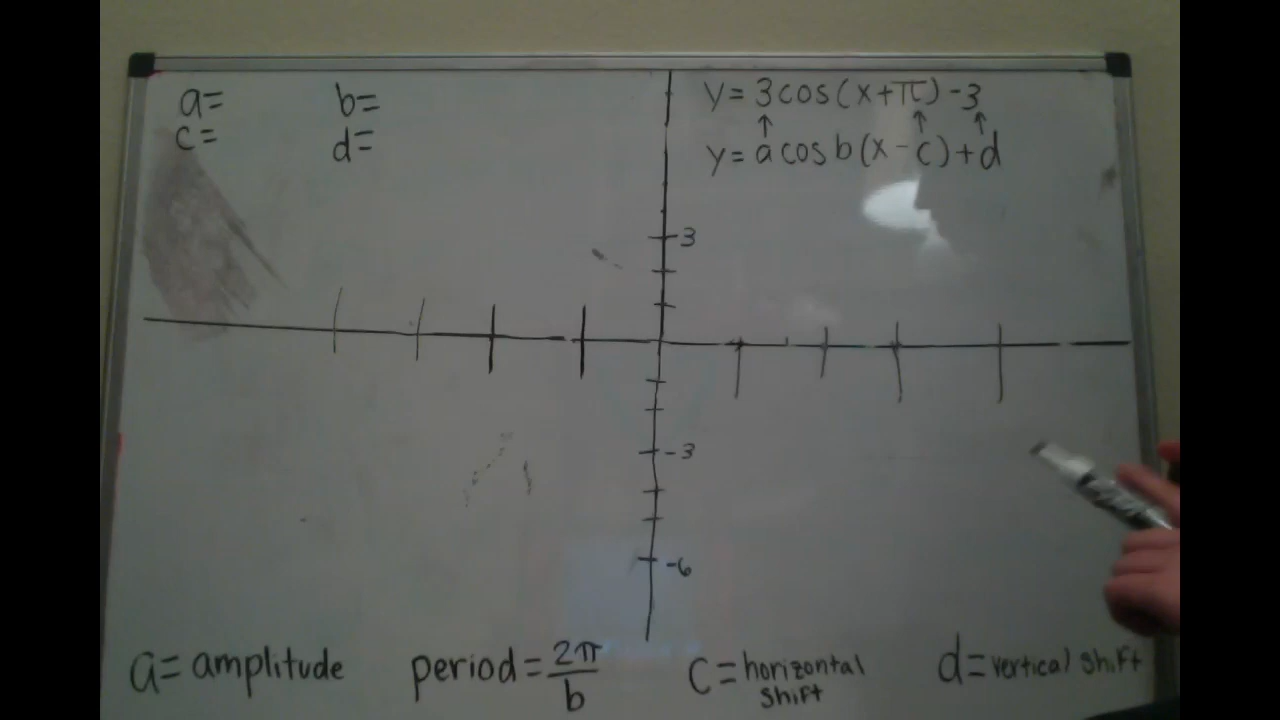 a= b=
c= d=
y= 3cos(x+π)-3
↑ ↑ ↑
y= a cos b(x-c)+d
3
-3
-6
a= amplitude
period = 2π/b
c= horizontal
shift
d= vertical shift